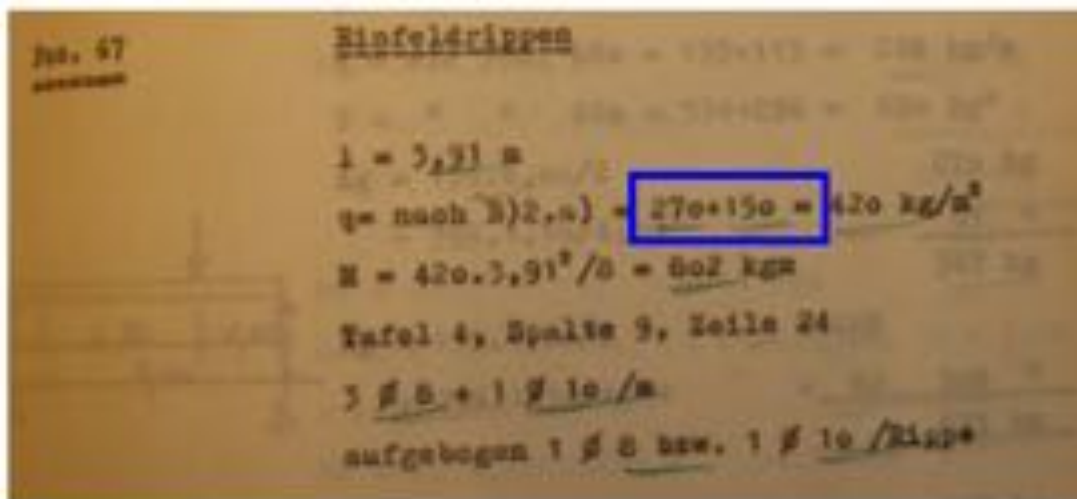 Pos. 67
Einfeldrippen
l = 3,91 m
q= nach B)2,a) = 27o+15o = 42o kg/m²
M = 42o.3,91²/8 = 8o2 kgm
Tafel 4, Spalte 9, Zeile 24
3 ø 8 + 1 ø 1o /m
aufgebogen 1 ø 8 bzw. 1 ø 1o /Rippe